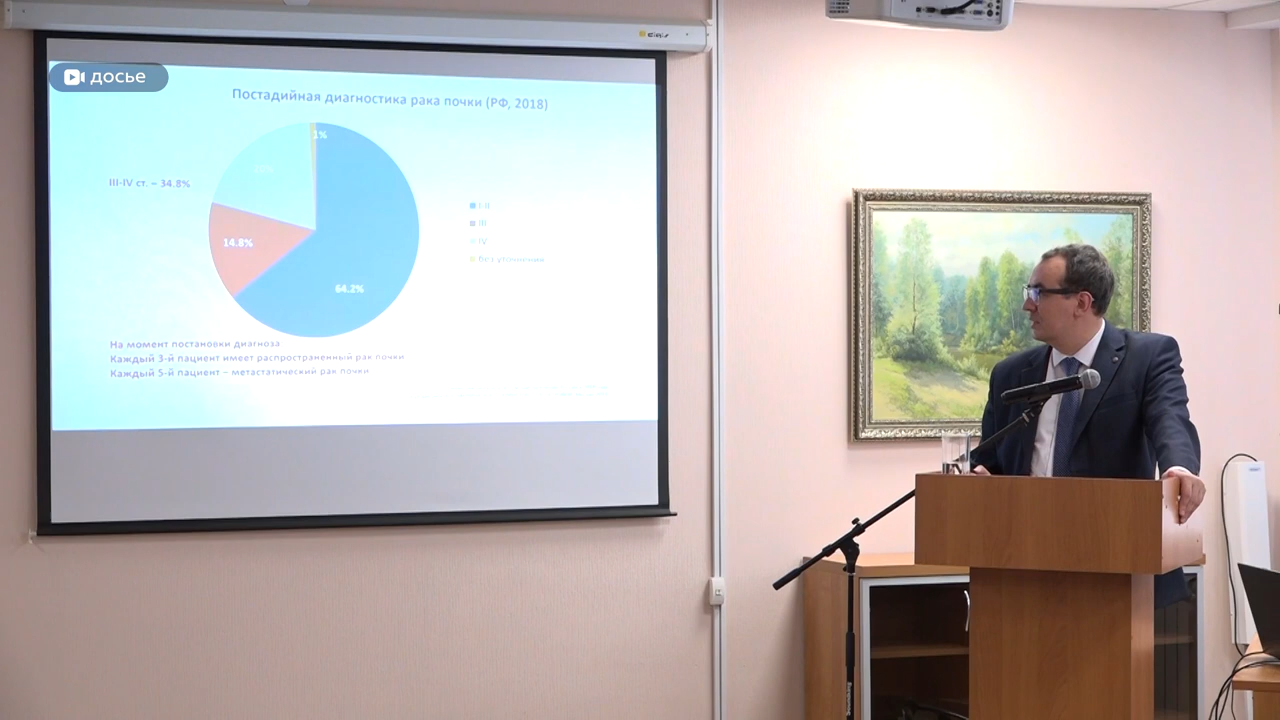 досье
Постадийная диагностика рака почки (РФ, 2018)
1%
III-IV ст. – 34.8%
14.8%
64.2%
I-II
III
IV
без уточнения
На момент постановки диагноза
Каждый 3-й пациент имеет распространенный рак почки
Каждый 5-й пациент – метастатический рак почки